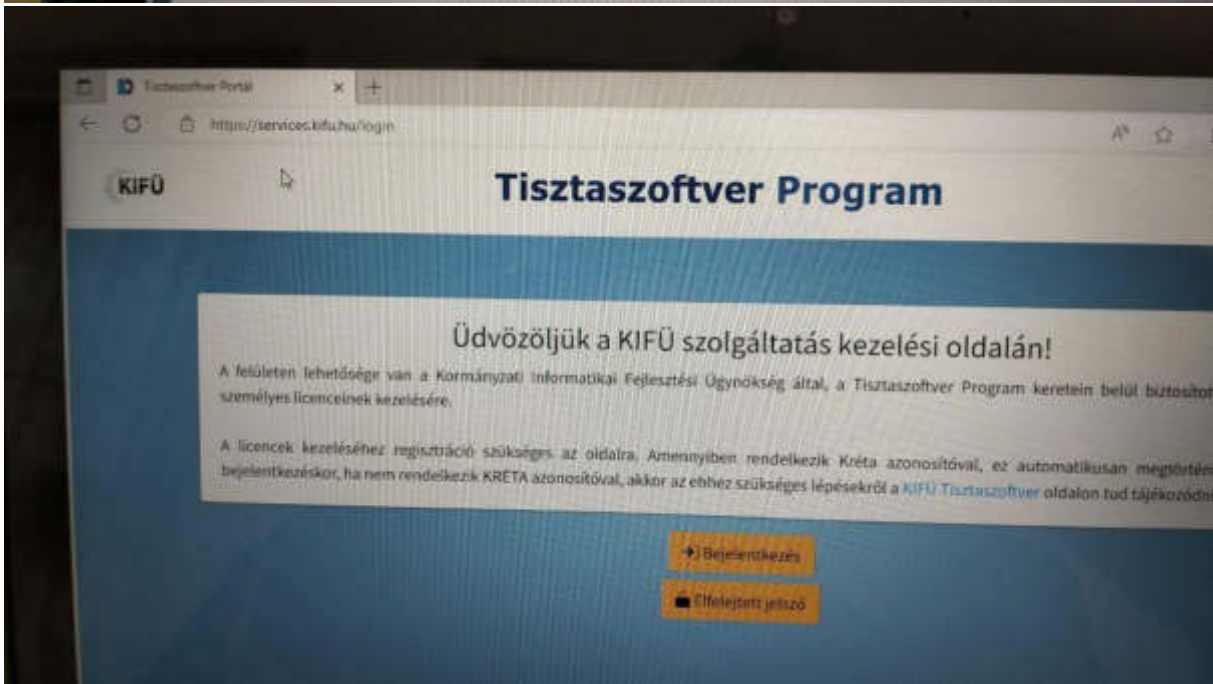 Tisztaszoftver Portál
https://services.kifu.hu/login
KIFÜ
Tisztaszoftver Program
Üdvözöljük a KIFÜ szolgáltatás kezelési oldalán!
A felületen lehetősége van a Kormányzati Informatikai Fejlesztési Ügynökség által, a Tisztaszoftver Program keretein belül
személyes licenceinek kezelésére.
A licencek kezeléséhez regisztráció szükséges az oldalra. Amennyiben rendelkezik Kréta azonosítóval, ez automatikusan
bejelentkezéskor, ha nem rendelkezik KRÉTA azonosítóval, akkor az ehhez szükséges lépésekről a KIFÜ Tisztaszoftver oldalon tud
Bejelentkezés
Elfelejtett jelszó